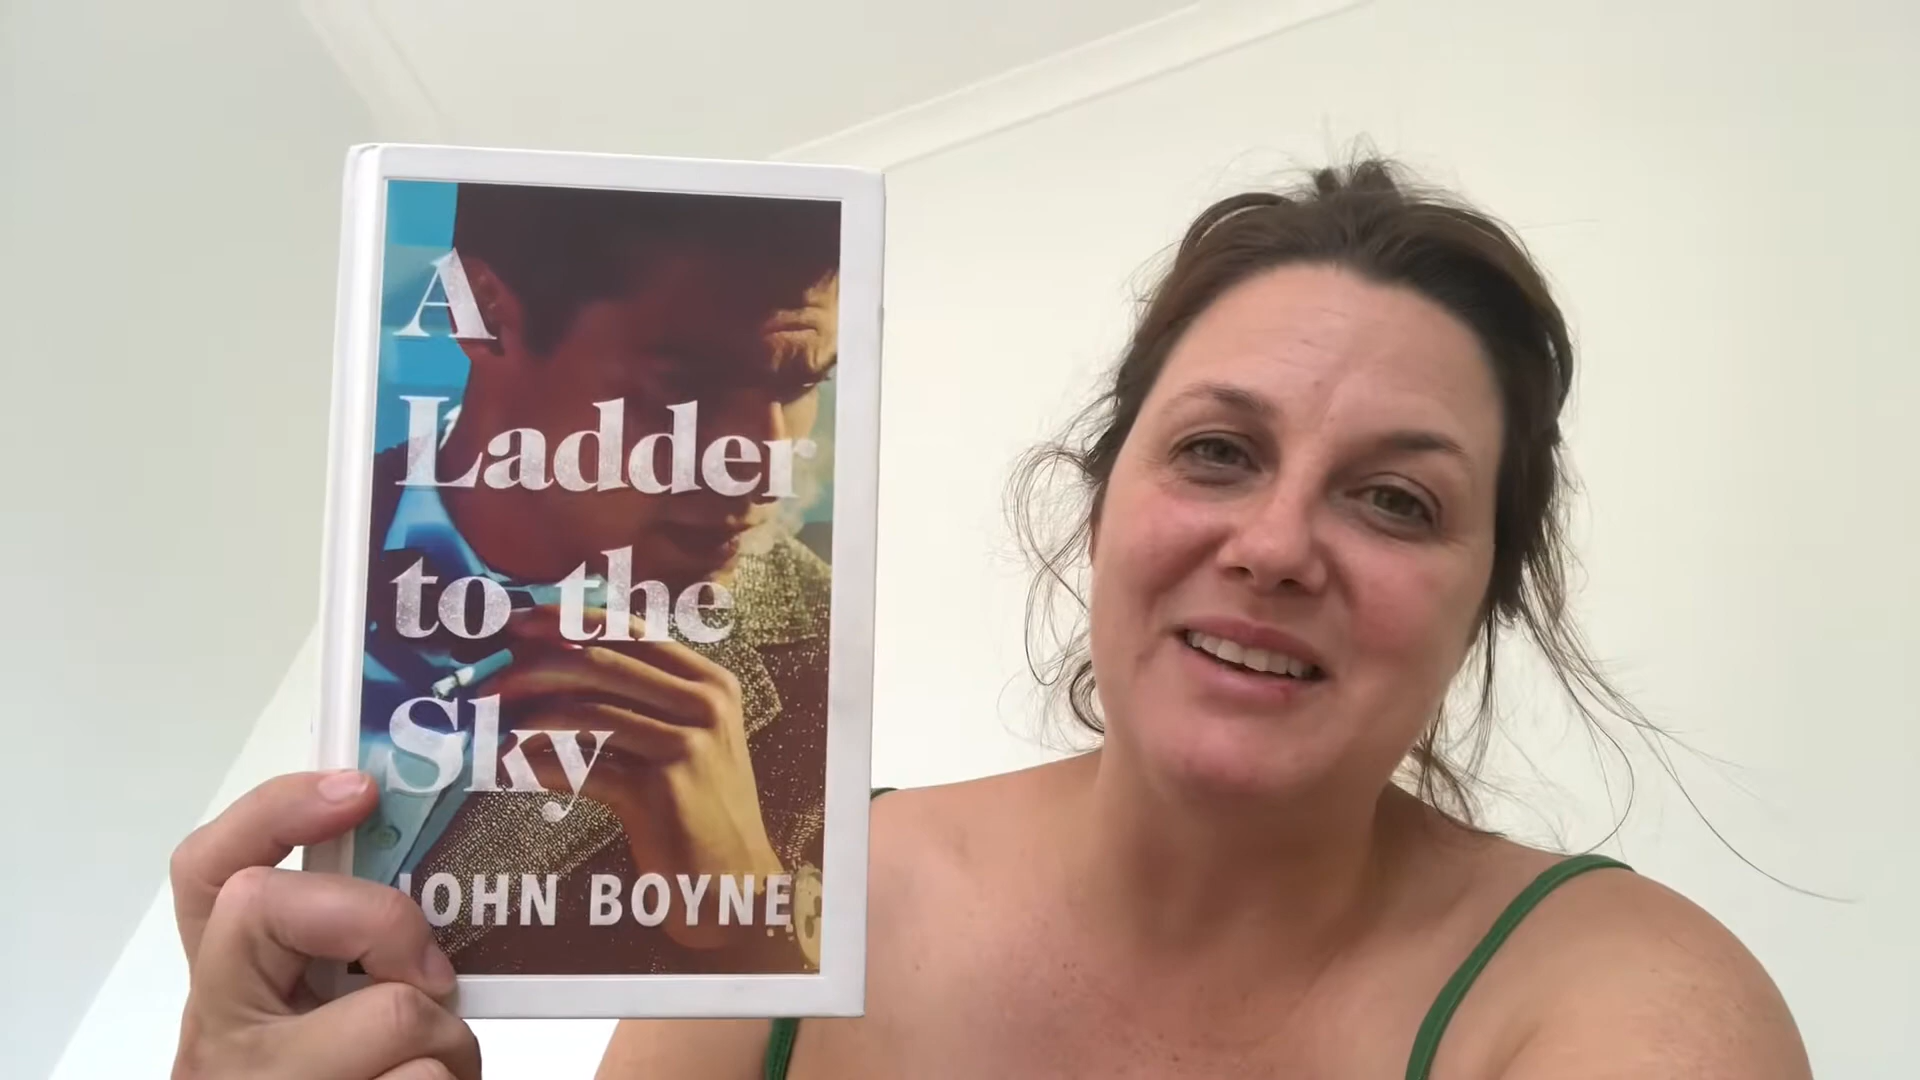 A
Ladder
to the
Sky
JOHN BOYNE